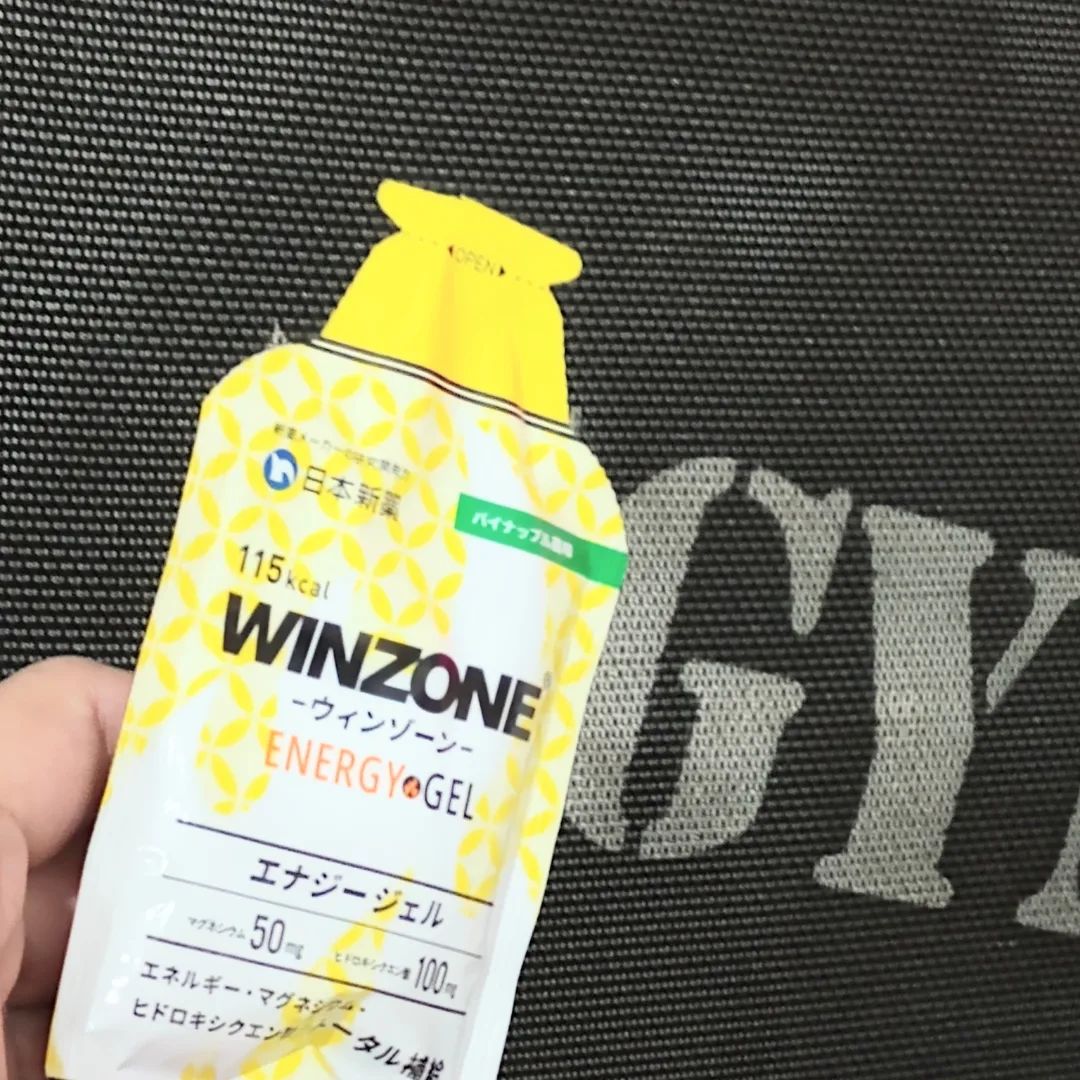 OPEN
日本新薬
パイナップル風味
115kcal
WINZONE®
-ウィンゾーン-
ENERGY GEL
エナジージェル
マグネシウム 50mg ヒドロキシクエン酸 100mg
エネルギー・マグネシウム・
ヒドロキシクエン酸 トータル補給
GY